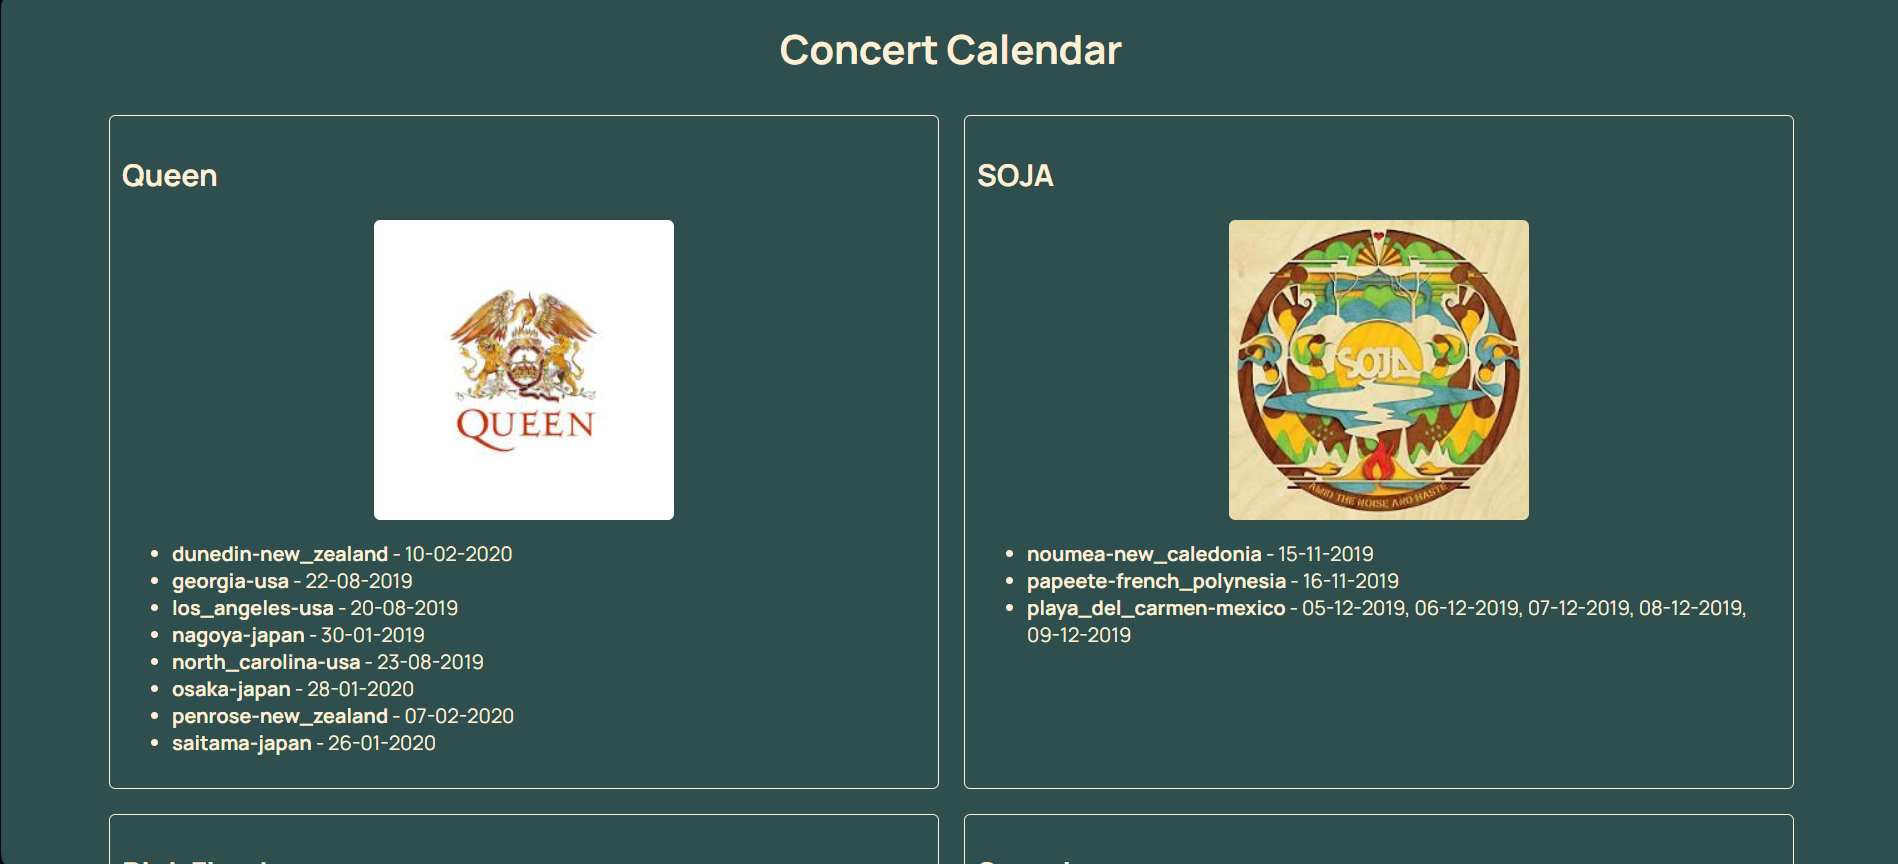 Concert Calendar
Queen
QUEEN
dunedin-new_zealand - 10-02-2020
georgia-usa - 22-08-2019
los_angeles-usa - 20-08-2019
nagoya-japan - 30-01-2019
north_carolina-usa - 23-08-2019
osaka-japan - 28-01-2020
penrose-new_zealand - 07-02-2020
saitama-japan - 26-01-2020
SOJA
SOJA
AMID THE NOISE AND HASTE
noumea-new_caledonia - 15-11-2019
papeete-french_polynesia - 16-11-2019
playa_del_carmen-mexico - 05-12-2019, 06-12-2019, 07-12-2019, 08-12-2019,
09-12-2019